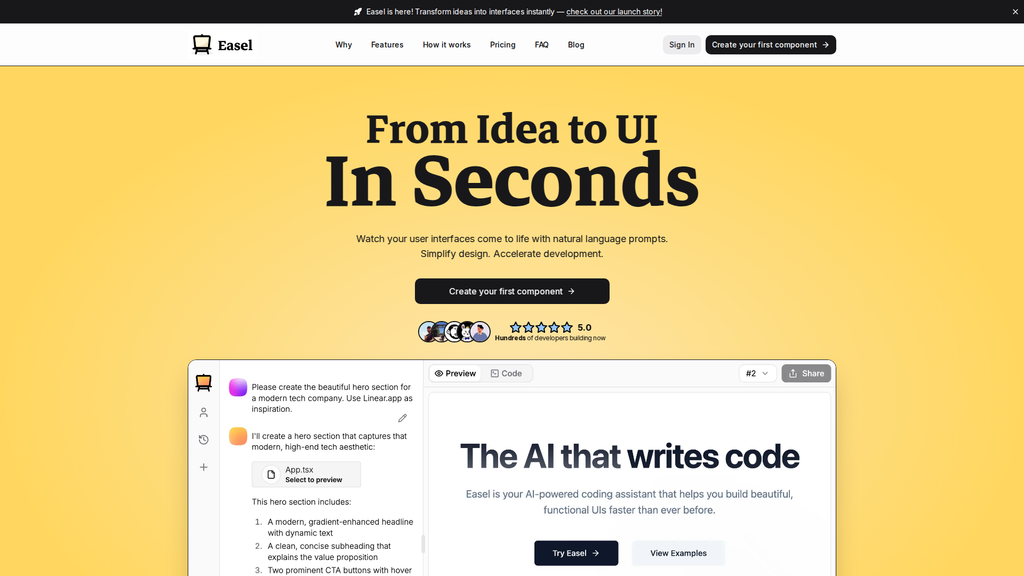 Easel is here! Transform ideas into interfaces instantly — check out our launch story!
Easel
Why
Features
How it works
Pricing
FAQ
Blog
Sign In
Create your first component
From Idea to UI
In Seconds
Watch your user interfaces come to life with natural language prompts.
Simplify design. Accelerate development.
Create your first component
5.0
Hundreds of developers building now
Please create the beautiful hero section for
a modern tech company. Use Linear.app as
inspiration.
I'll create a hero section that captures that
modern, high-end tech aesthetic:
App.tsx
Select to preview
This hero section includes:
1. A modern, gradient-enhanced headline
with dynamic text
2. A clean, concise subheading that
explains the value proposition
3. Two prominent CTA buttons with hover
Preview
Code
#2
Share
The AI that writes code
Easel is your AI-powered coding assistant that helps you build beautiful,
functional UIs faster than ever before.
Try Easel
View Examples